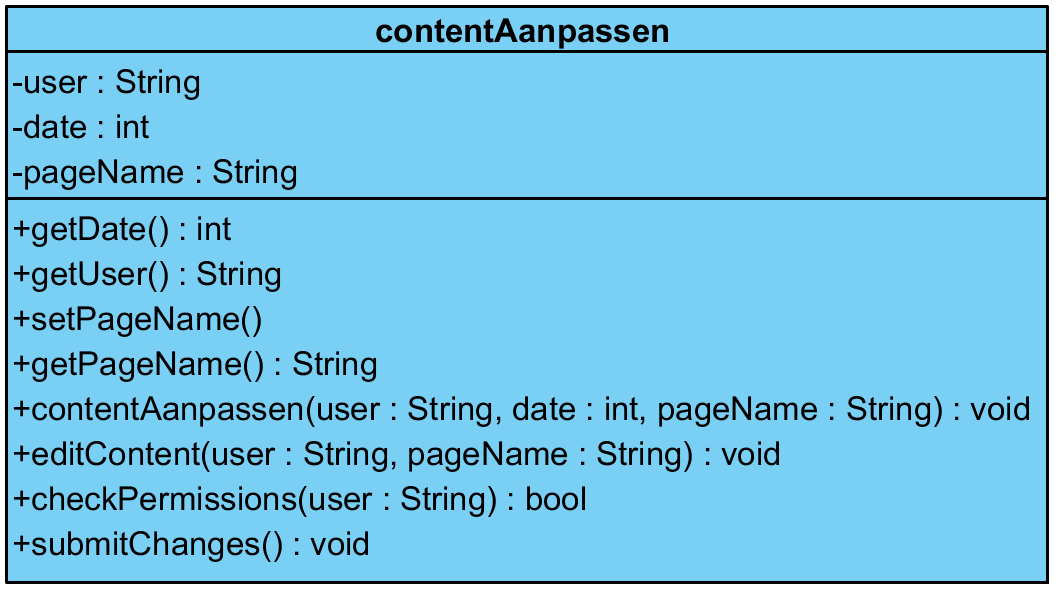 contentAanpassen
-user : String
-date : int
-pageName : String
+getDate() : int
+getUser() : String
+setPageName()
+getPageName() : String
+contentAanpassen(user : String, date : int, pageName : String) : void
+editContent(user : String, pageName : String) : void
+checkPermissions(user : String) : bool
+submitChanges() : void